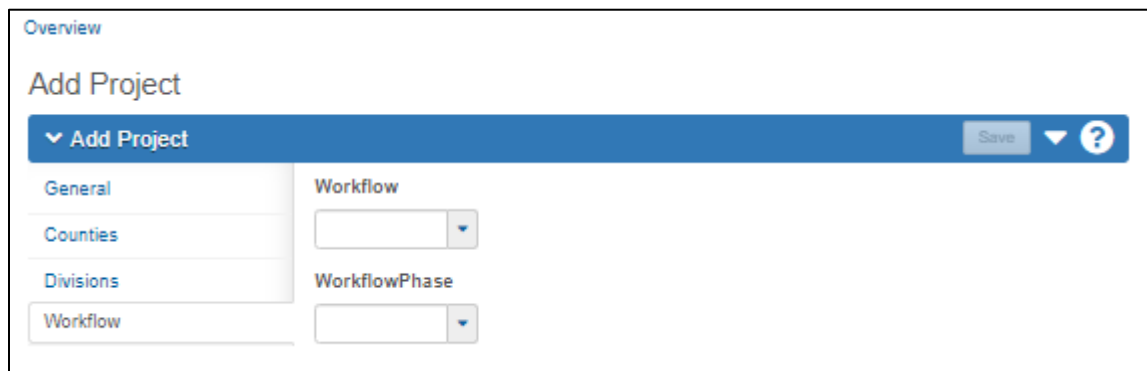 Overview
Add Project
Add Project Save ?
General
Workflow
Counties
Divisions
WorkflowPhase
Workflow